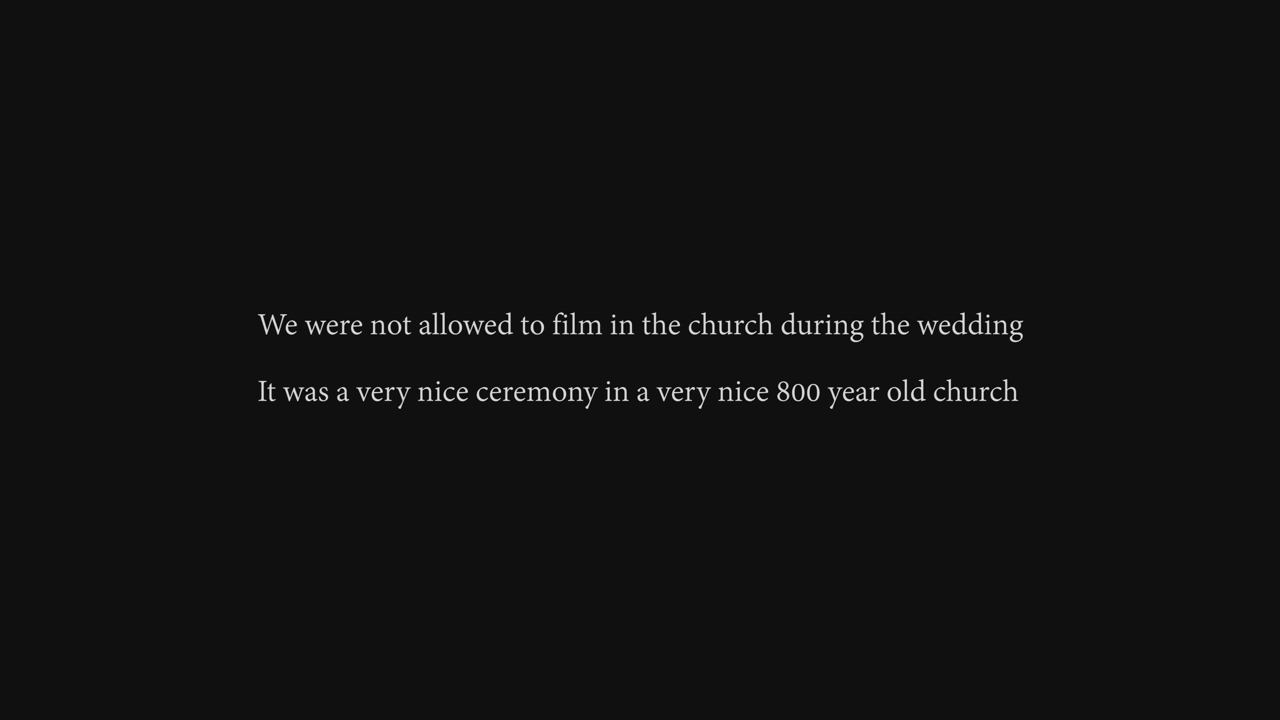 We were not allowed to film in the church during the wedding
It was a very nice ceremony in a very nice 800 year old church